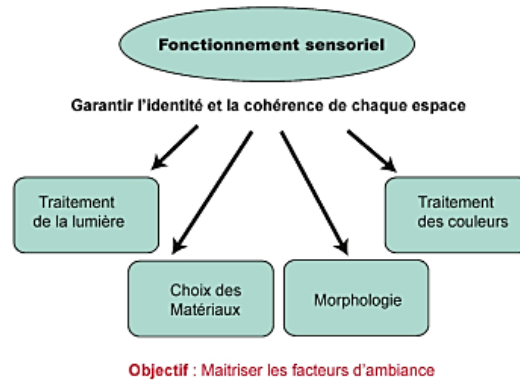 Fonctionnement sensoriel
Garantir l'identité et la cohérence de chaque espace
Traitement
de la lumière
Traitement
des couleurs
Choix des
Matériaux
Morphologie
Objectif : Maitriser les facteurs d'ambiance